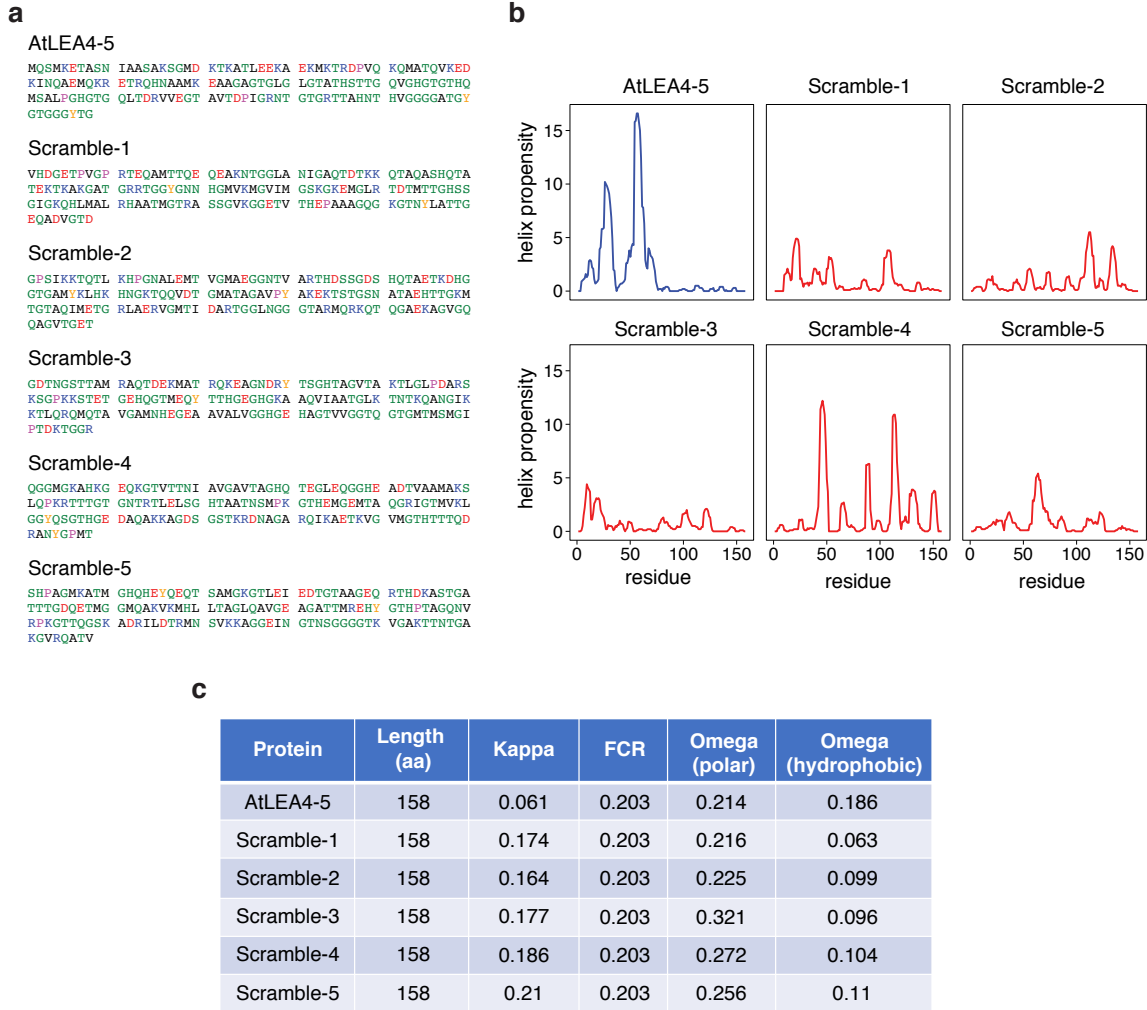 a
AtLEA4-5
MQSMKETASN IAASAKSGMD KTKATLEEKA EKMKTRDPVQ KQMATQVKED
KINQAEMQKR ETRQHNAAMK EAAGAGTGLG LGTATHSTTG QVGHGTGTHQ
MSALPGHGTG QLTDRVVEGT AVTDPIGRNT GTGRTTAHNT HVGGGGATGY
GTGGGYTG
Scramble-1
VHDGETPVGP RTEQAMTTQE QEAKNTGGLA NIGAQTDTKK QTAQASHQTA
TEKTKAKGAT GRRTGGYGNN HGMVKMGVIM GSKGKEMGLR TDTMTTGHSS
GIGKQHLMAL RHAATMGTRA SSGVKGGETV THEPAAAGQG KGTNYLATTG
EQADVGTD
Scramble-2
GPSIKKTQTL KHPGNALEMT VGMAEGGNTV ARTHDSSGDS HQTAETKDHG
GTGAMYKLHK HNGKTQQVDT GMATAGAVPY AKEKTSTGSN ATAEHTTGKM
TGTAQIMETG RLAERVGMTI DARTGGLNGG GTARMQRKQT QGAEKAGVGQ
QAGVTGET
Scramble-3
GDTNGSTTAM RAQTDEKMAT RQKEAGNDRY TSGHTAGVTA KTLGLPDARS
KSGPKKSTET GEHQGTMEQY TTHGEGHGKA AQVIAATGLK TNTKQANGIK
KTLQRQMQTA VGAMNHEGEA AVALVGGHGE HAGTVVGGTQ GTGMTMSMGI
PTDKTGGR
Scramble-4
QGGMGKAHKG EQKGTVTTNI AVGAVTAGHQ TEGLEQGGHE ADTVAAMAKS
LQPKRTTTGT GNTRTLELSG HTAATNSMPK GTHEMGEMTA QGRIGTMVKL
GGYQSGTHGE DAQAKKAGDS GSTKRDNAGA RQIKAETKVG VMGTHTTTQD
RANYGPMT
Scramble-5
SHPAGMKATM GHQHEYQEQT SAMGKGTLEI EDTGTAAGEQ RTHDKASTGA
TTTGDQETMG GMQAKVKMHL LTAGLQAVGE AGATTMREHY GTHPTAGQNV
RPKGTTQGSK ADRILDTRMN SVKKAGGEIN GTNSGGGGTK VGAKTTNTGA
KGVRQATV
b
AtLEA4-5 Scramble-1 Scramble-2
helix propensity
15
10
5
0
Scramble-3 Scramble-4 Scramble-5
helix propensity
15
10
5
0
0 50 100 150 0 50 100 150 0 50 100 150
residue residue residue
c
Protein Length (aa) Kappa FCR Omega (polar) Omega (hydrophobic)
AtLEA4-5 158 0.061 0.203 0.214 0.186
Scramble-1 158 0.174 0.203 0.216 0.063
Scramble-2 158 0.164 0.203 0.225 0.099
Scramble-3 158 0.177 0.203 0.321 0.096
Scramble-4 158 0.186 0.203 0.272 0.104
Scramble-5 158 0.21 0.203 0.256 0.11